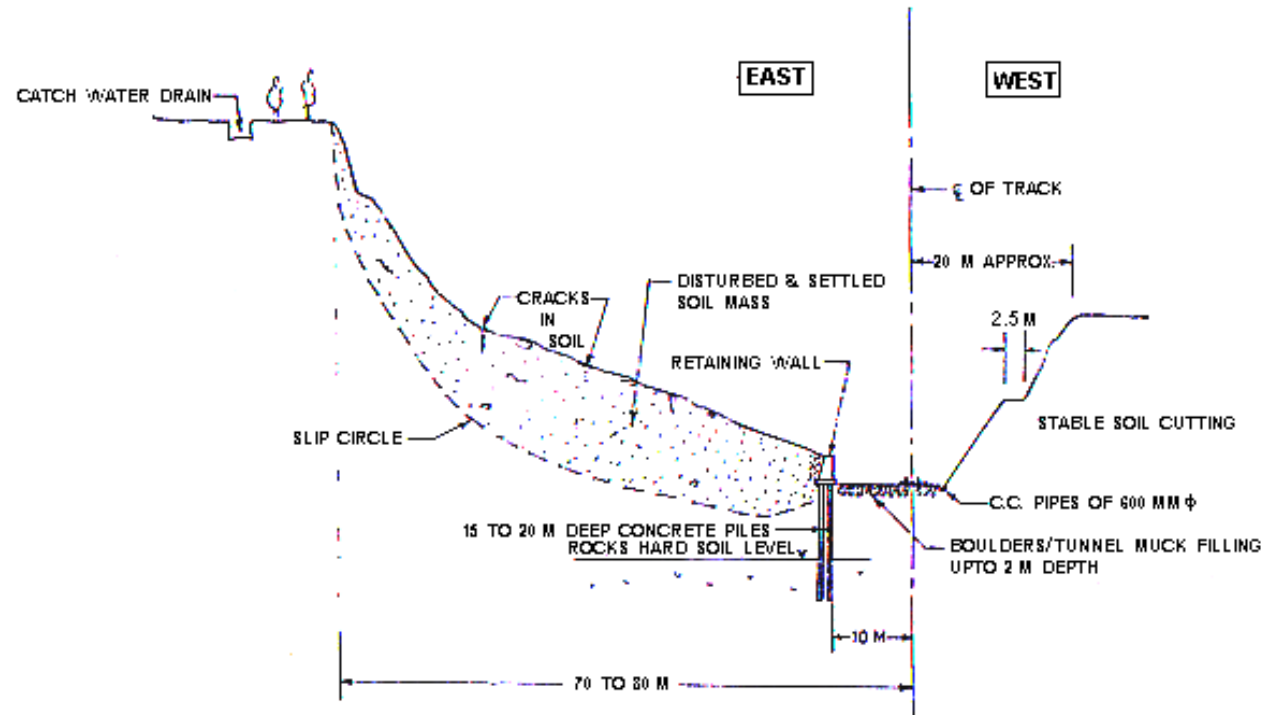 EAST
WEST
CATCH WATER DRAIN
℄ OF TRACK
20 M APPROX.
DISTURBED & SETTLED
SOIL MASS
CRACKS
IN
SOIL
2.5 M
RETAINING WALL
SLIP CIRCLE
STABLE SOIL CUTTING
C.C. PIPES OF 600 MM ϕ
15 TO 20 M DEEP CONCRETE PILES
ROCKS HARD SOIL LEVEL
BOULDERS/TUNNEL MUCK FILLING
UPTO 2 M DEPTH
10 M
70 TO 80 M